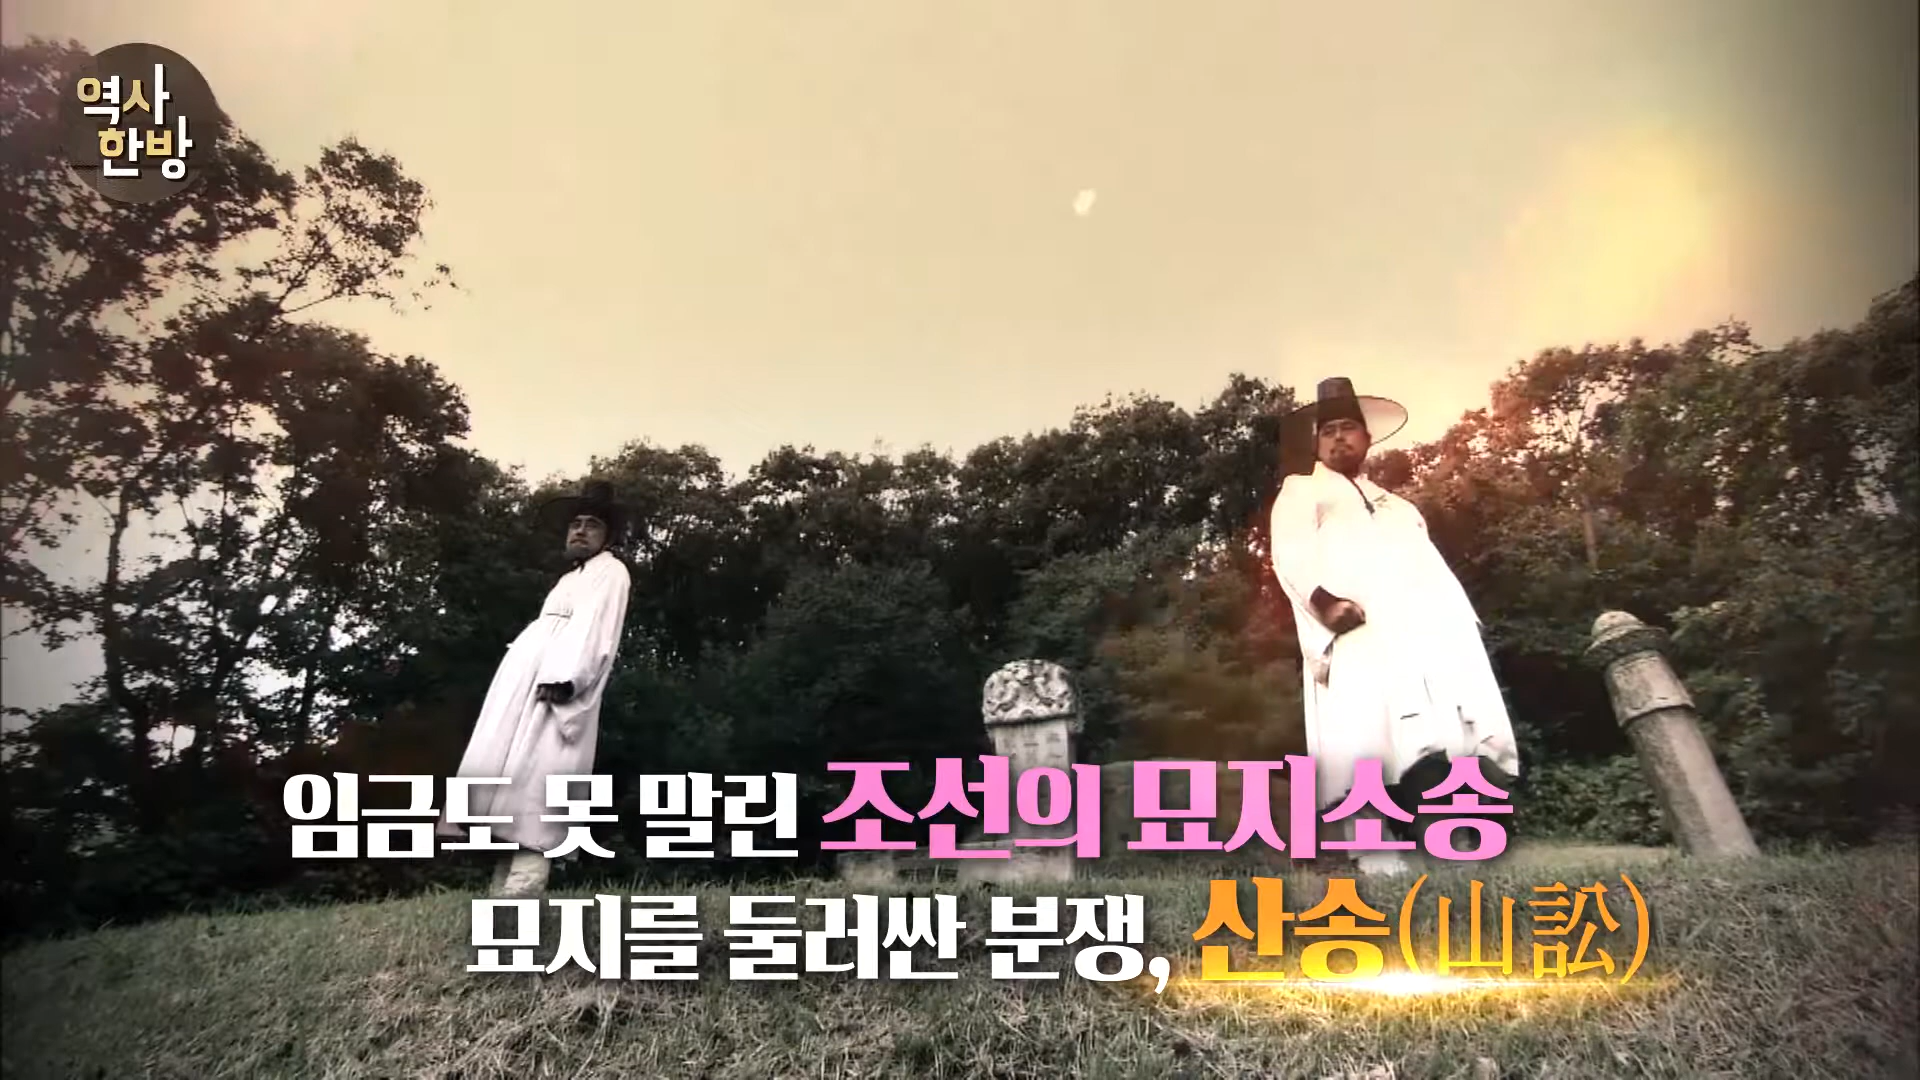 역사
한방
임금도 못 말린 조선의 묘지소송
묘지를 둘러싼 분쟁, 산송(山訟)